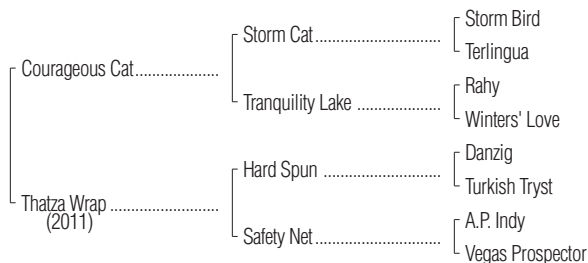 Storm Bird
Storm Cat
Terlingua
Courageous Cat
Rahy
Tranquility Lake
Winters' Love
Danzig
Hard Spun
Turkish Tryst
Thatza Wrap
(2011)
A.P. Indy
Safety Net
Vegas Prospector